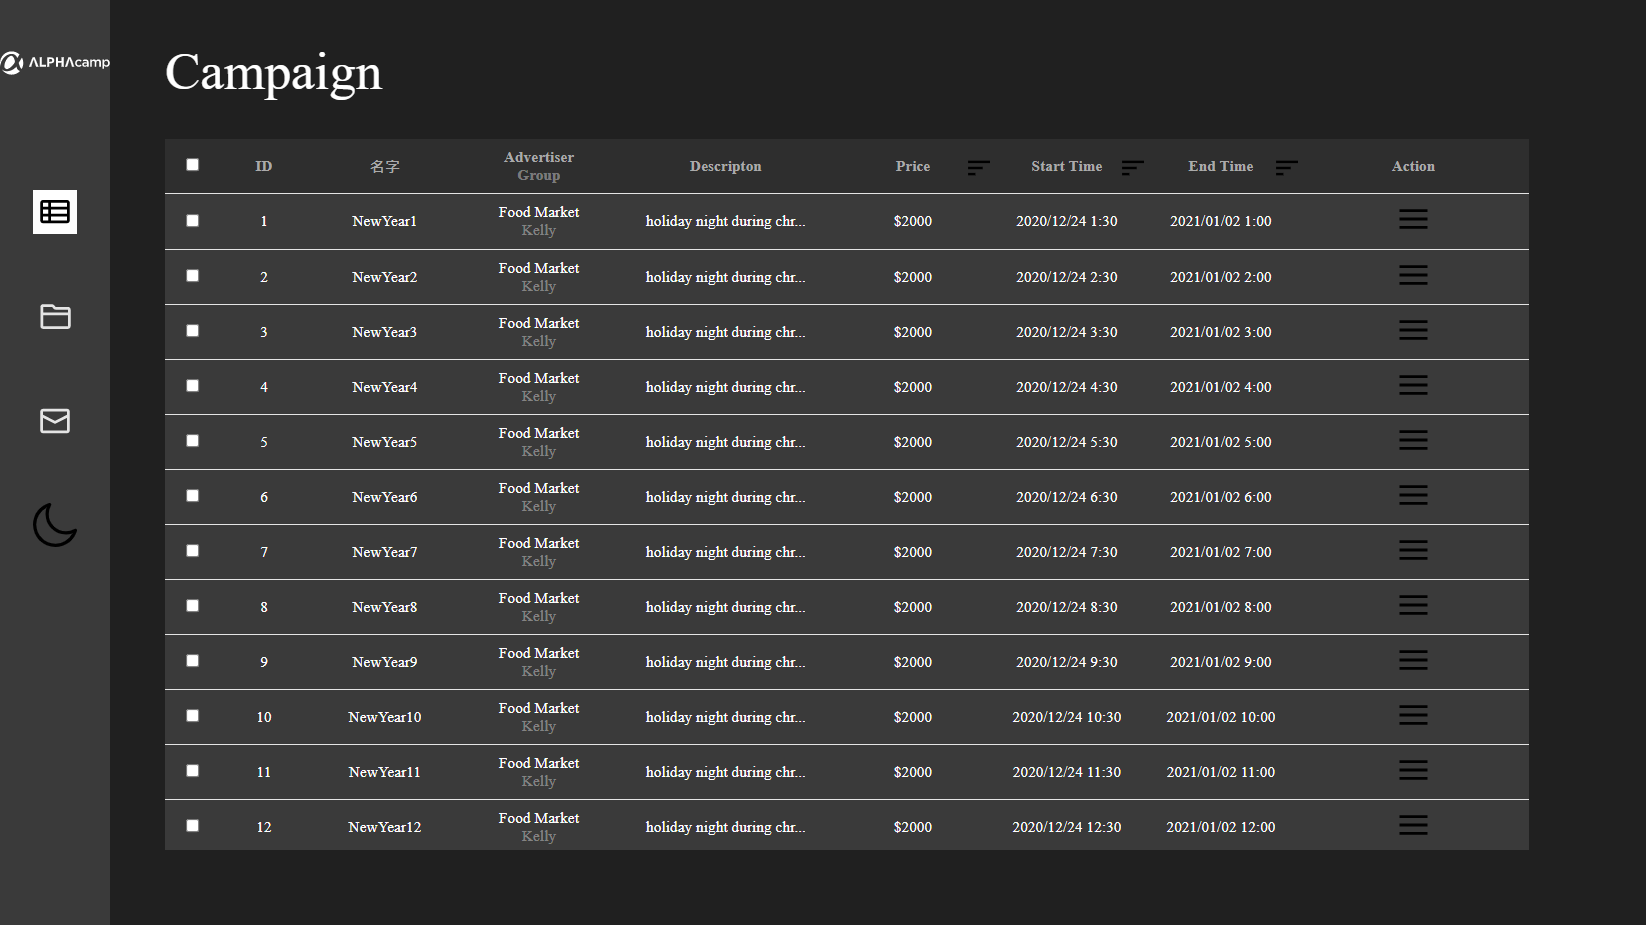 ALPHAcamp
Campaign
ID 名字 Advertiser Group Descripton Price Start Time End Time Action
1 NewYear1 Food Market Kelly holiday night during chr... $2000 2020/12/24 1:30 2021/01/02 1:00
2 NewYear2 Food Market Kelly holiday night during chr... $2000 2020/12/24 2:30 2021/01/02 2:00
3 NewYear3 Food Market Kelly holiday night during chr... $2000 2020/12/24 3:30 2021/01/02 3:00
4 NewYear4 Food Market Kelly holiday night during chr... $2000 2020/12/24 4:30 2021/01/02 4:00
5 NewYear5 Food Market Kelly holiday night during chr... $2000 2020/12/24 5:30 2021/01/02 5:00
6 NewYear6 Food Market Kelly holiday night during chr... $2000 2020/12/24 6:30 2021/01/02 6:00
7 NewYear7 Food Market Kelly holiday night during chr... $2000 2020/12/24 7:30 2021/01/02 7:00
8 NewYear8 Food Market Kelly holiday night during chr... $2000 2020/12/24 8:30 2021/01/02 8:00
9 NewYear9 Food Market Kelly holiday night during chr... $2000 2020/12/24 9:30 2021/01/02 9:00
10 NewYear10 Food Market Kelly holiday night during chr... $2000 2020/12/24 10:30 2021/01/02 10:00
11 NewYear11 Food Market Kelly holiday night during chr... $2000 2020/12/24 11:30 2021/01/02 11:00
12 NewYear12 Food Market Kelly holiday night during chr... $2000 2020/12/24 12:30 2021/01/02 12:00